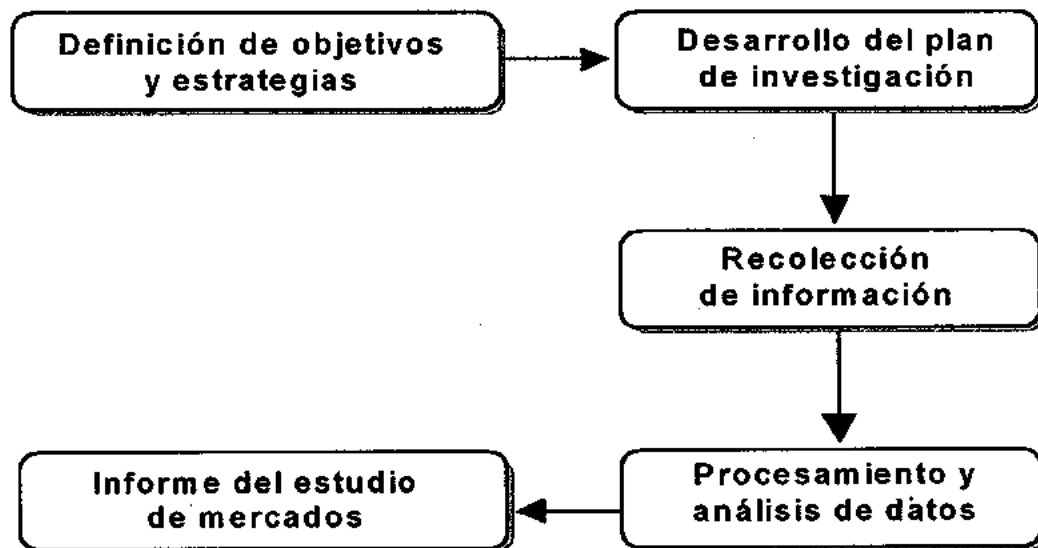 Definición de objetivos
y estrategias
Desarrollo del plan
de investigación
Recolección
de información
Procesamiento y
análisis de datos
Informe del estudio
de mercados